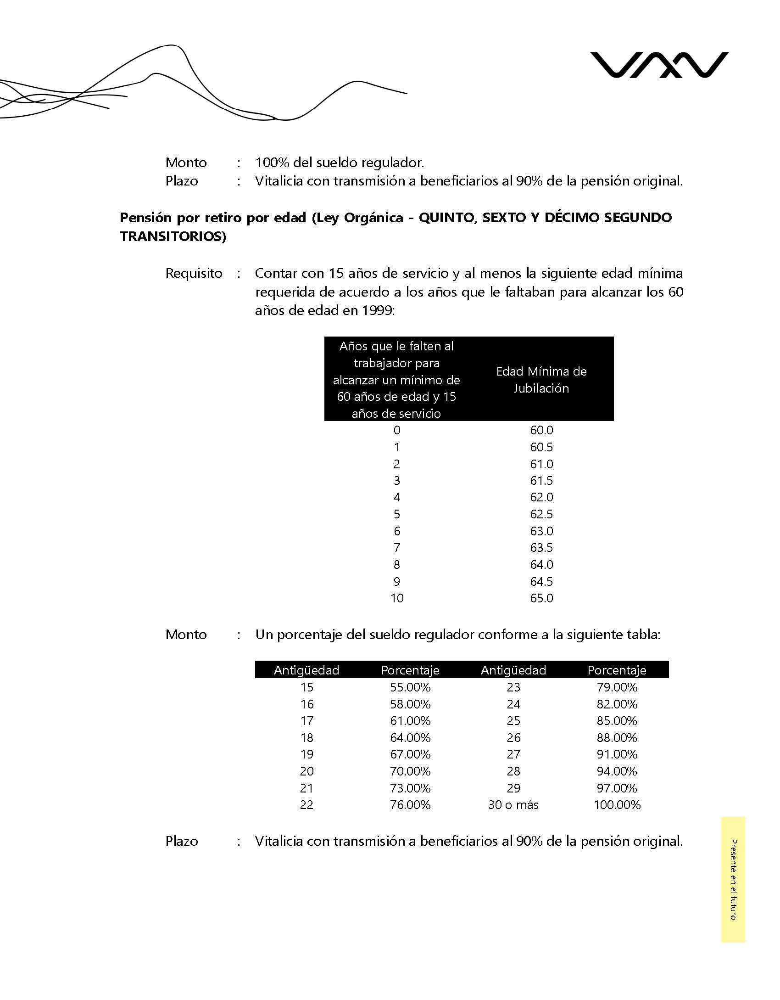 Monto : 100% del sueldo regulador.
Plazo : Vitalicia con transmisión a beneficiarios al 90% de la pensión original.
Pensión por retiro por edad (Ley Orgánica - QUINTO, SEXTO Y DÉCIMO SEGUNDO
TRANSITORIOS)
Requisito : Contar con 15 años de servicio y al menos la siguiente edad mínima
requerida de acuerdo a los años que le faltaban para alcanzar los 60
años de edad en 1999:
Años que le falten al
trabajador para
alcanzar un mínimo de
60 años de edad y 15
años de servicio
Edad Mínima de
Jubilación
0 60.0
1 60.5
2 61.0
3 61.5
4 62.0
5 62.5
6 63.0
7 63.5
8 64.0
9 64.5
10 65.0
Monto : Un porcentaje del sueldo regulador conforme a la siguiente tabla:
Antigüedad Porcentaje Antigüedad Porcentaje
15 55.00% 23 79.00%
16 58.00% 24 82.00%
17 61.00% 25 85.00%
18 64.00% 26 88.00%
19 67.00% 27 91.00%
20 70.00% 28 94.00%
21 73.00% 29 97.00%
22 76.00% 30 o más 100.00%
Plazo : Vitalicia con transmisión a beneficiarios al 90% de la pensión original.
Presente en el futuro